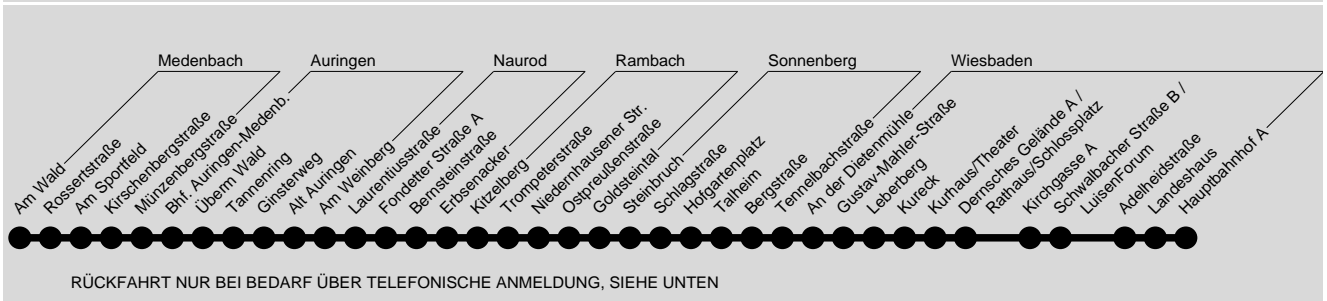 Medenbach
Auringen
Naurod
Rambach
Sonnenberg
Wiesbaden
Am Wald
Rossertstraße
Am Sportfeld
Kirschenbergstraße
Münzenbergstraße
Bhf. Auringen-Medenb.
Überm Wald
Tannenring
Ginsterweg
Alt Auringen
Am Weinberg
Laurentiusstraße
Fondetter Straße A
Bernsteinstraße
Erbsenacker
Kitzelberg
Trompeterstraße
Niedernhausener Str.
Ostpreußenstraße
Goldsteintal
Steinbruch
Schlagstraße
Hofgartenplatz
Talheim
Bergstraße
Tennelbachstraße
An der Dietenmühle
Gustav-Mahler-Straße
Leberberg
Kureck
Kurhaus/Theater
Dernsches Gelände A /
Rathaus/Schlossplatz
Kirchgasse A
Schwalbacher Straße B /
LuisenForum
Adelheidstraße
Landeshaus
Hauptbahnhof A
RÜCKFAHRT NUR BEI BEDARF ÜBER TELEFONISCHE ANMELDUNG, SIEHE UNTEN